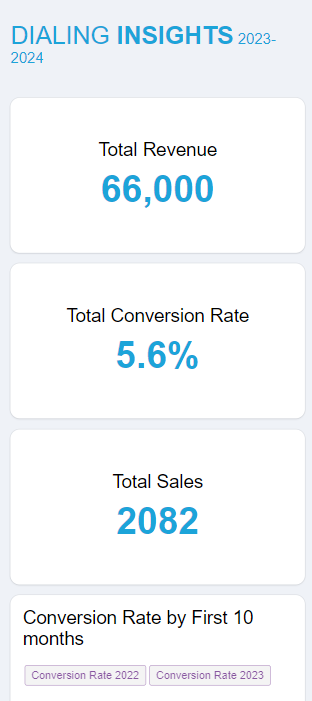 DIALING INSIGHTS 2023-
2024
Total Revenue
66,000
Total Conversion Rate
5.6%
Total Sales
2082
Conversion Rate by First 10
months
Conversion Rate 2022 Conversion Rate 2023